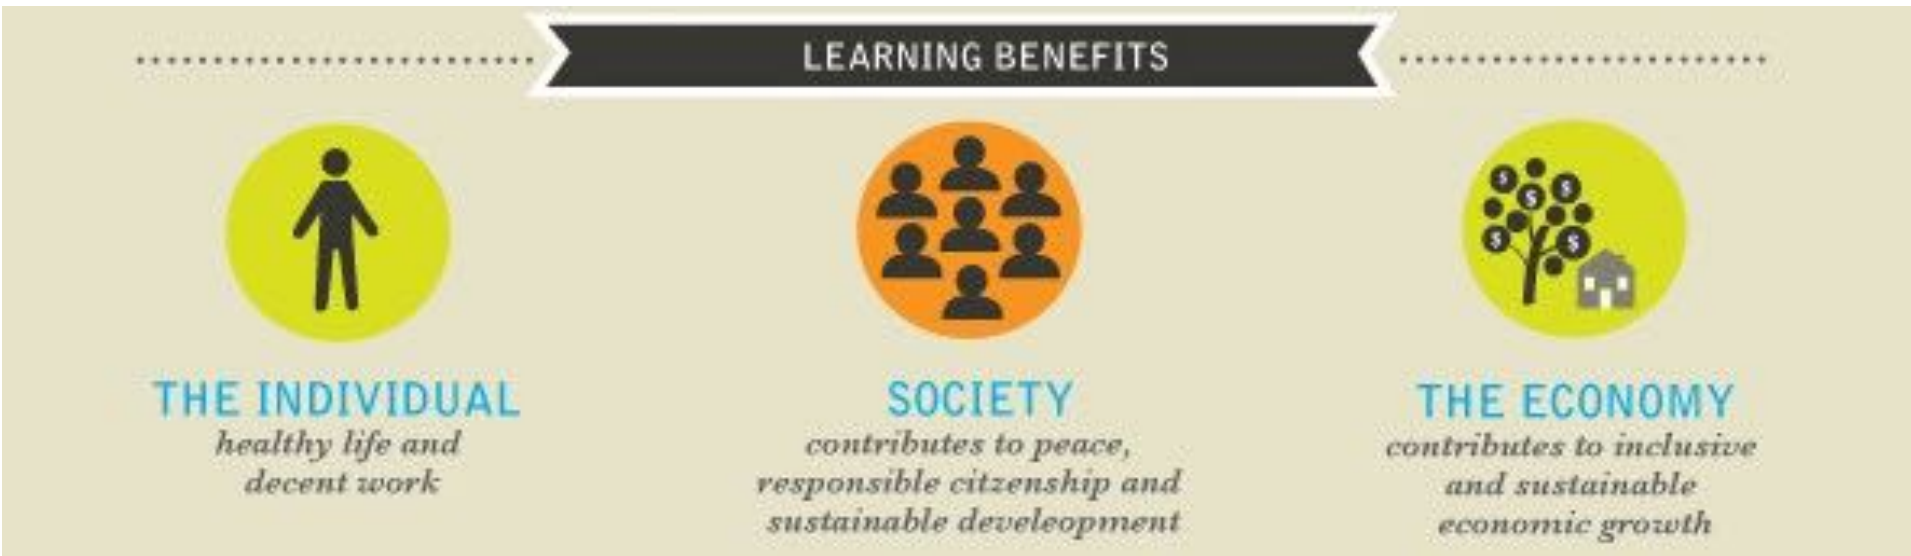 LEARNING BENEFITS
THE INDIVIDUAL
healthy life and
decent work
SOCIETY
contributes to peace,
responsible citzenship and
sustainable develeopment
THE ECONOMY
contributes to inclusive
and sustainable
economic growth
$
$
$
$
$